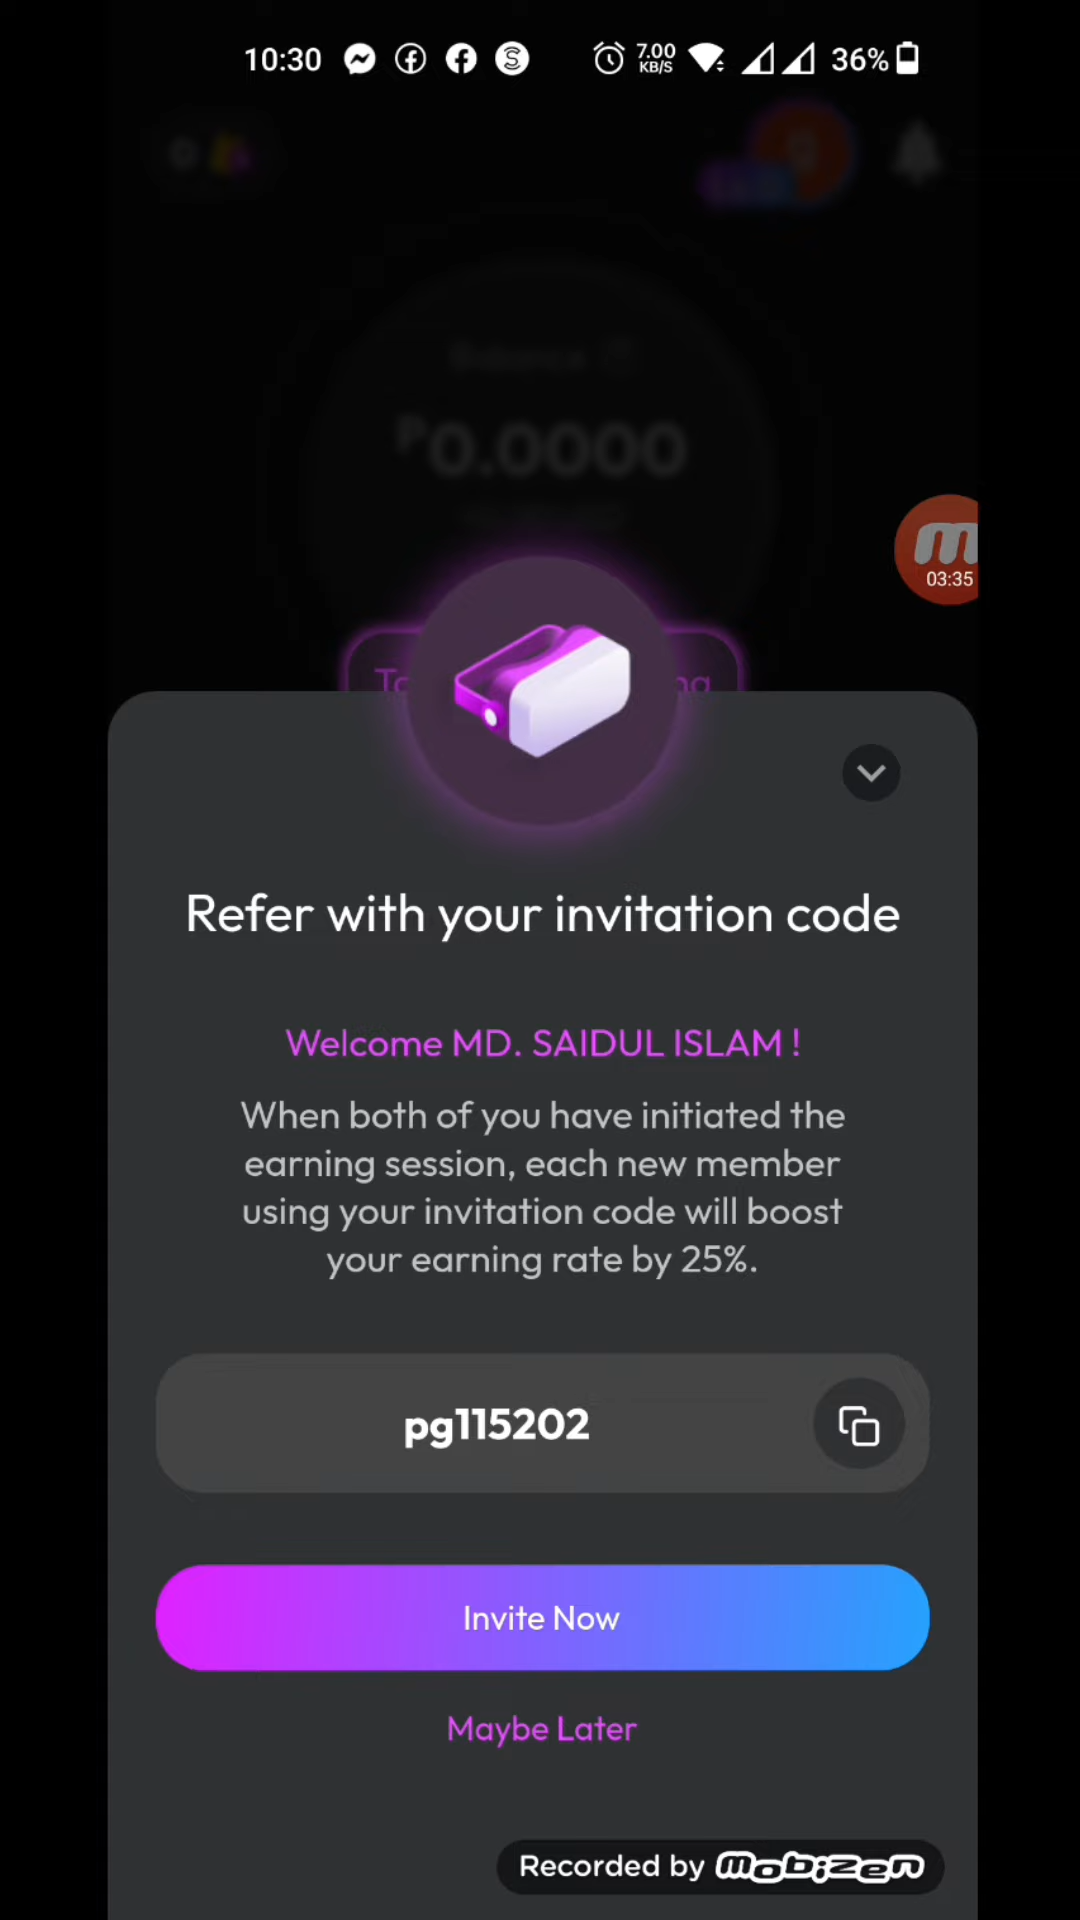 10:30 7.00 KB/S 36%
Balance
P0.0000
03:35
Refer with your invitation code
Welcome MD. SAIDUL ISLAM !
When both of you have initiated the
earning session, each new member
using your invitation code will boost
your earning rate by 25%.
pg115202
Invite Now
Maybe Later
Recorded by mobizen